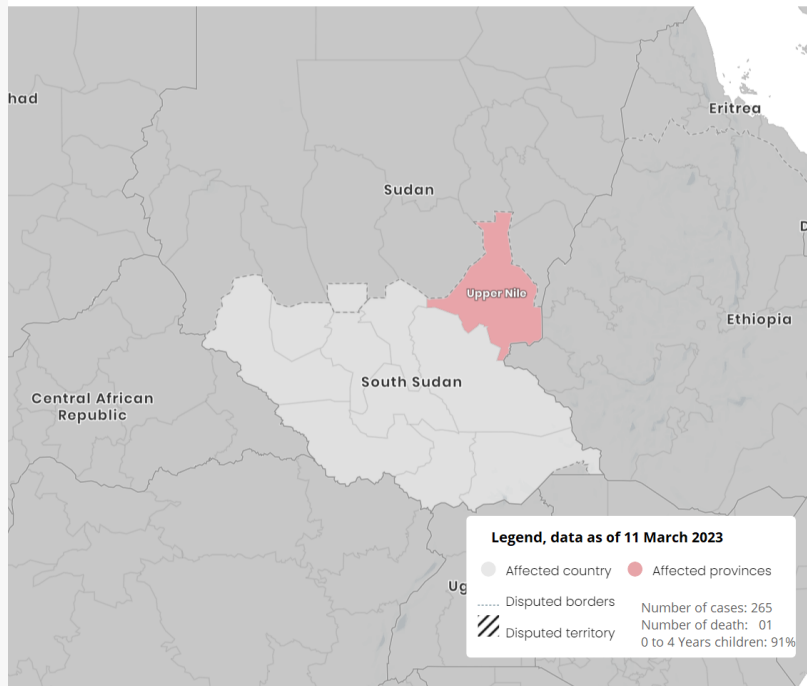 had
Eritrea
Sudan
D
Upper Nile
Ethiopia
South Sudan
Central African
Republic
Ug
Legend, data as of 11 March 2023
Affected country
Affected provinces
Disputed borders
Disputed territory
Number of cases: 265
Number of death: 01
0 to 4 Years children: 91%